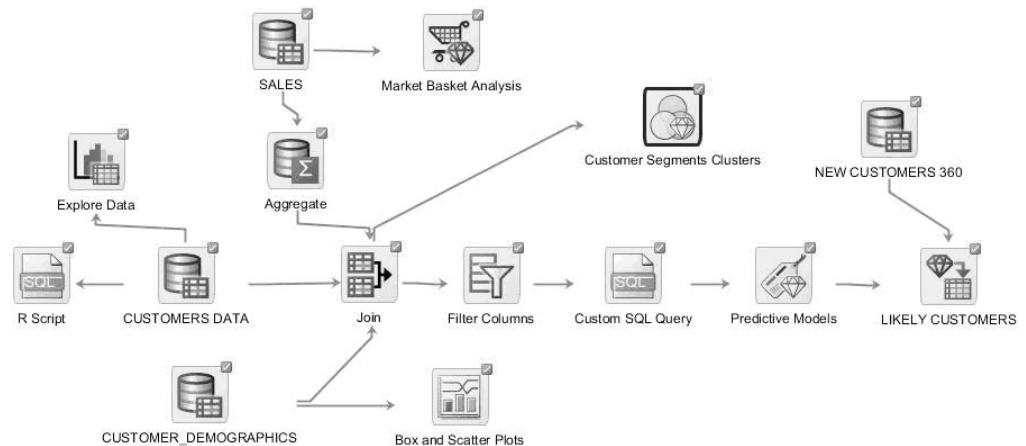 SALES
Market Basket Analysis
Customer Segments Clusters
NEW CUSTOMERS 360
Explore Data
Aggregate
SQL
R Script
CUSTOMERS DATA
Join
Filter Columns
SQL
Custom SQL Query
Predictive Models
LIKELY CUSTOMERS
CUSTOMER_DEMOGRAPHICS
Box and Scatter Plots